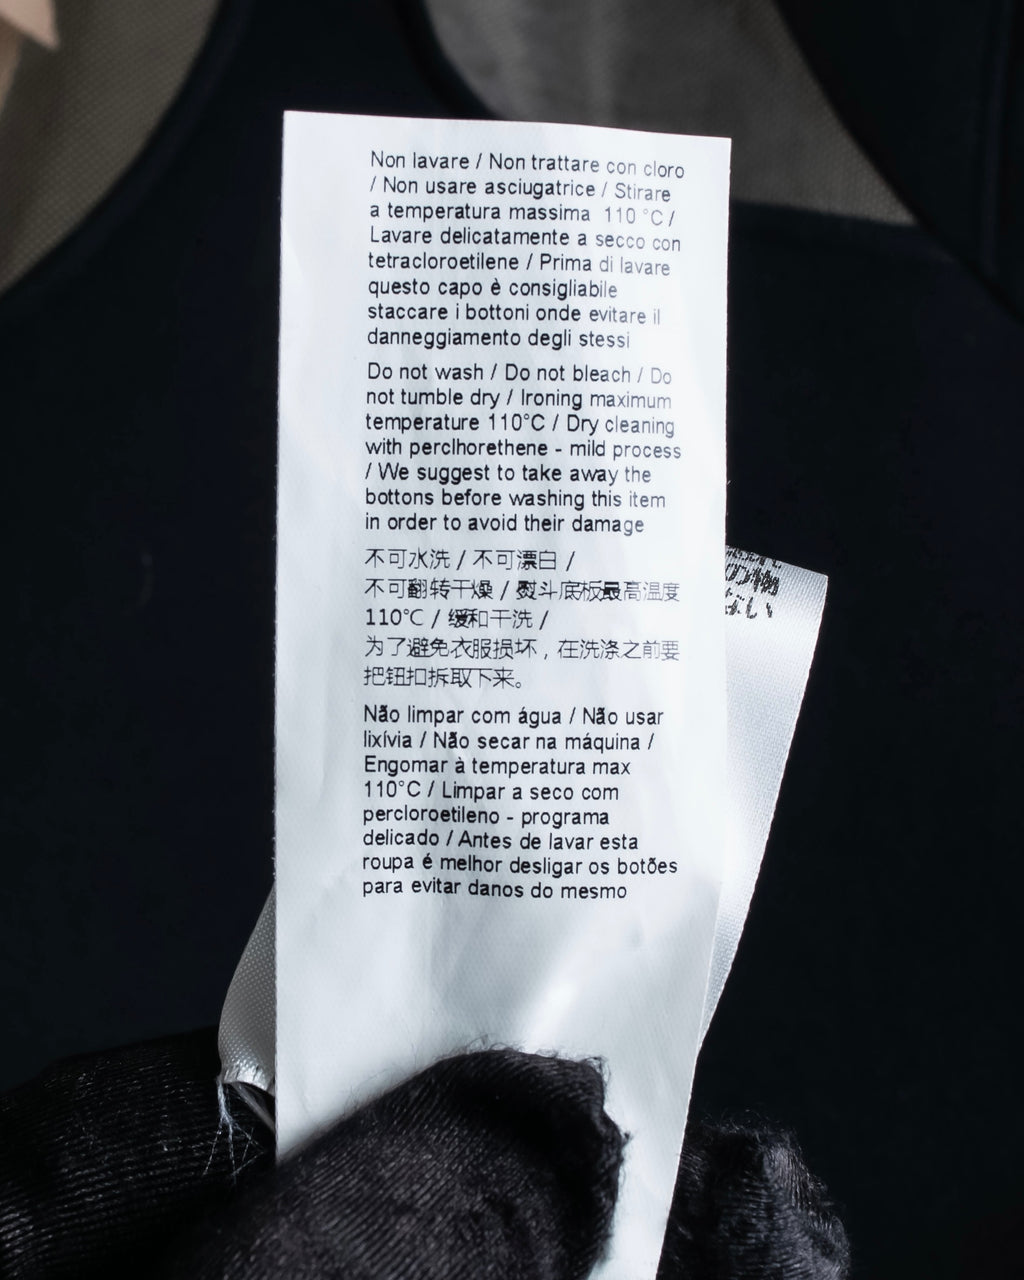 Non lavare / Non trattare con cloro
/ Non usare asciugatrice / Stirare
a temperatura massima 110 °C /
Lavare delicatamente a secco con
tetracloroetilene / Prima di lavare
questo capo è consigliabile
staccare i bottoni onde evitare il
danneggiamento degli stessi
Do not wash / Do not bleach / Do
not tumble dry / Ironing maximum
temperature 110°C / Dry cleaning
with perclhorethene - mild process
/ We suggest to take away the
bottons before washing this item
in order to avoid their damage
不可水洗 / 不可漂白 /
不可翻转干燥 / 熨斗底板最高温度
110°C / 缓和干洗 /
为了避免衣服损坏，在洗涤之前要
把钮扣拆取下来。
Não limpar com água / Não usar
lixívia / Não secar na máquina /
Engomar à temperatura max
110°C / Limpar a seco com
percloroetileno - programa
delicado / Antes de lavar esta
roupa é melhor desligar os botões
para evitar danos do mesmo
の物
ない